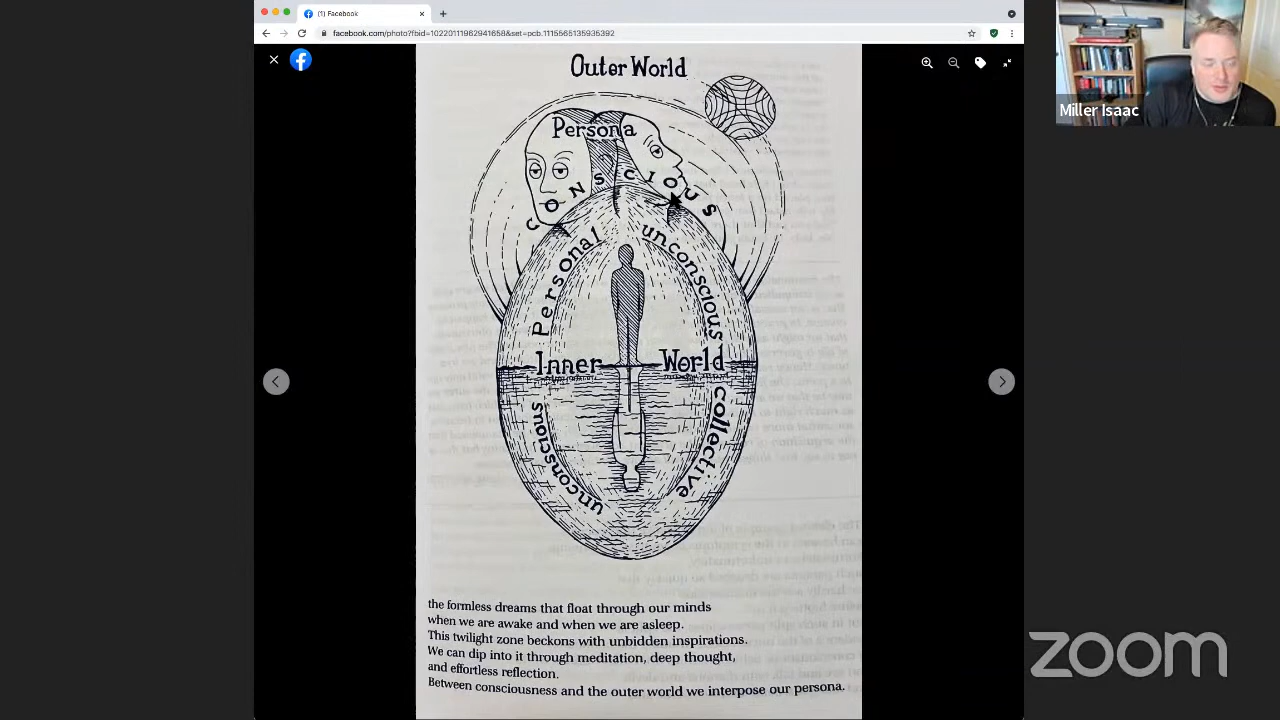 (1) Facebook
facebook.com/photo?fbid=10220111962941658&set=pcb.1115565135935392
Miller Isaac
Outer World
Persona
CONSCIOUS
Personal unconscious
Inner World
unconscious collective
the formless dreams that float through our minds
when we are awake and when we are asleep.
This twilight zone beckons with unbidden inspirations.
We can dip into it through meditation, deep thought,
and effortless reflection.
Between consciousness and the outer world we interpose our persona.
zoom